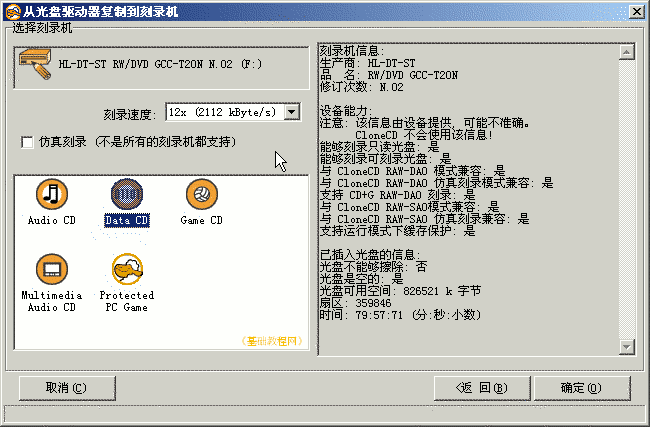 从光盘驱动器复制到刻录机
选择刻录机
HL-DT-ST RW/DVD GCC-T20N N.02 (F:)
刻录速度:
12x (2112 kByte/s)
仿真刻录 (不是所有的刻录机都支持)
Audio CD
Data CD
Game CD
Multimedia
Audio CD
Protected
PC Game
(基础教程网)
刻录机信息:
生产商: HL-DT-ST
品 名: RW/DVD GCC-T20N
修订次数: N.02
设备能力:
注意: 该信息由设备提供, 可能不准确。
CloneCD 不会使用该信息!
能够刻录只读光盘: 是
能够刻录可刻录光盘: 是
与 CloneCD RAW-DAO 模式兼容: 是
与 CloneCD RAW-DAO 仿真刻录模式兼容: 是
支持 CD+G RAW-DAO 刻录: 是
与 CloneCD RAW-SAO模式兼容: 是
与 CloneCD RAW-SAO 仿真刻录兼容: 是
支持运行模式下缓存保护: 是
已插入光盘的信息:
光盘不能够擦除: 否
光盘是空的: 是
光盘可用空间: 826521 k 字节
扇区: 359846
时间: 79:57:71 (分:秒:小数)
取消(C)
<返 回(B)
确定(O)